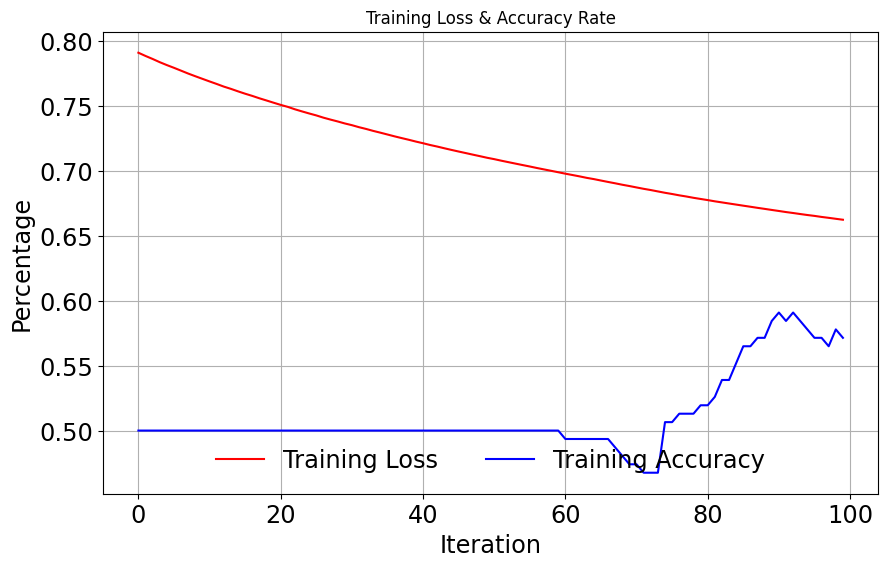 Training Loss & Accuracy Rate
0.80
0.75
0.70
0.65
0.60
0.55
0.50
Percentage
Training Loss
Training Accuracy
0
20
40
60
80
100
Iteration